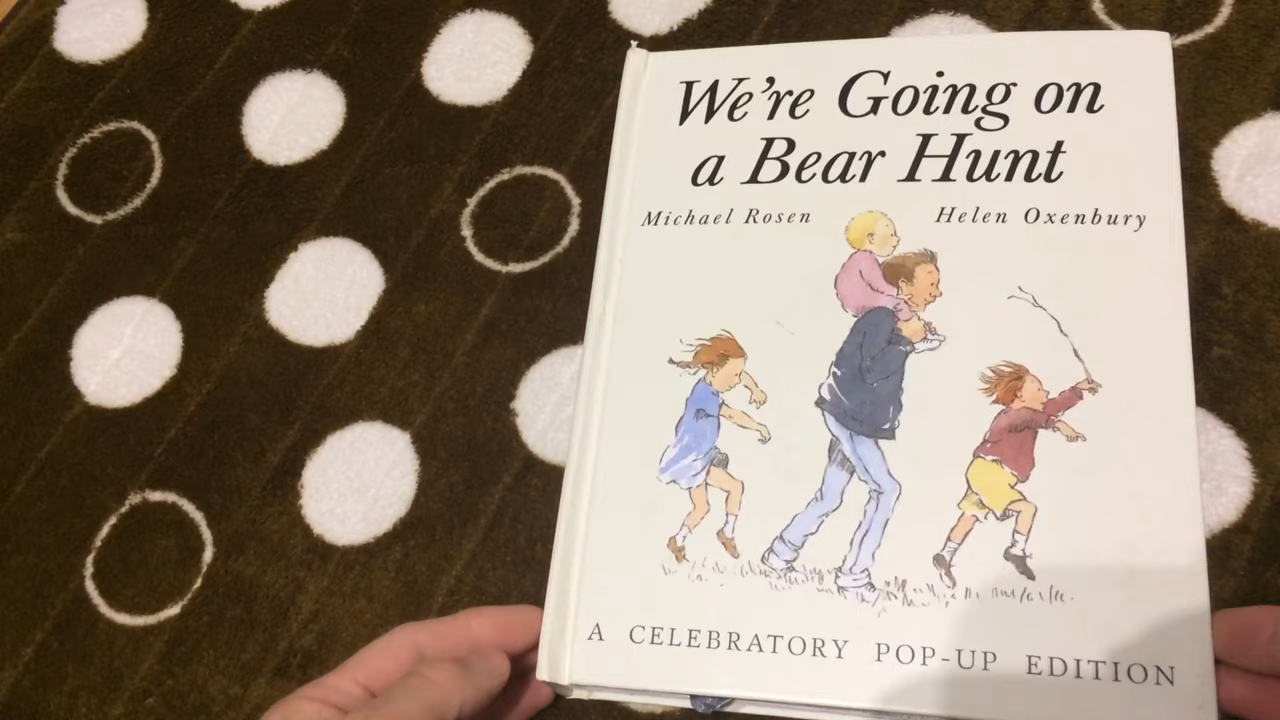 We're Going on
a Bear Hunt
Michael Rosen Helen Oxenbury
A CELEBRATORY POP-UP EDITION